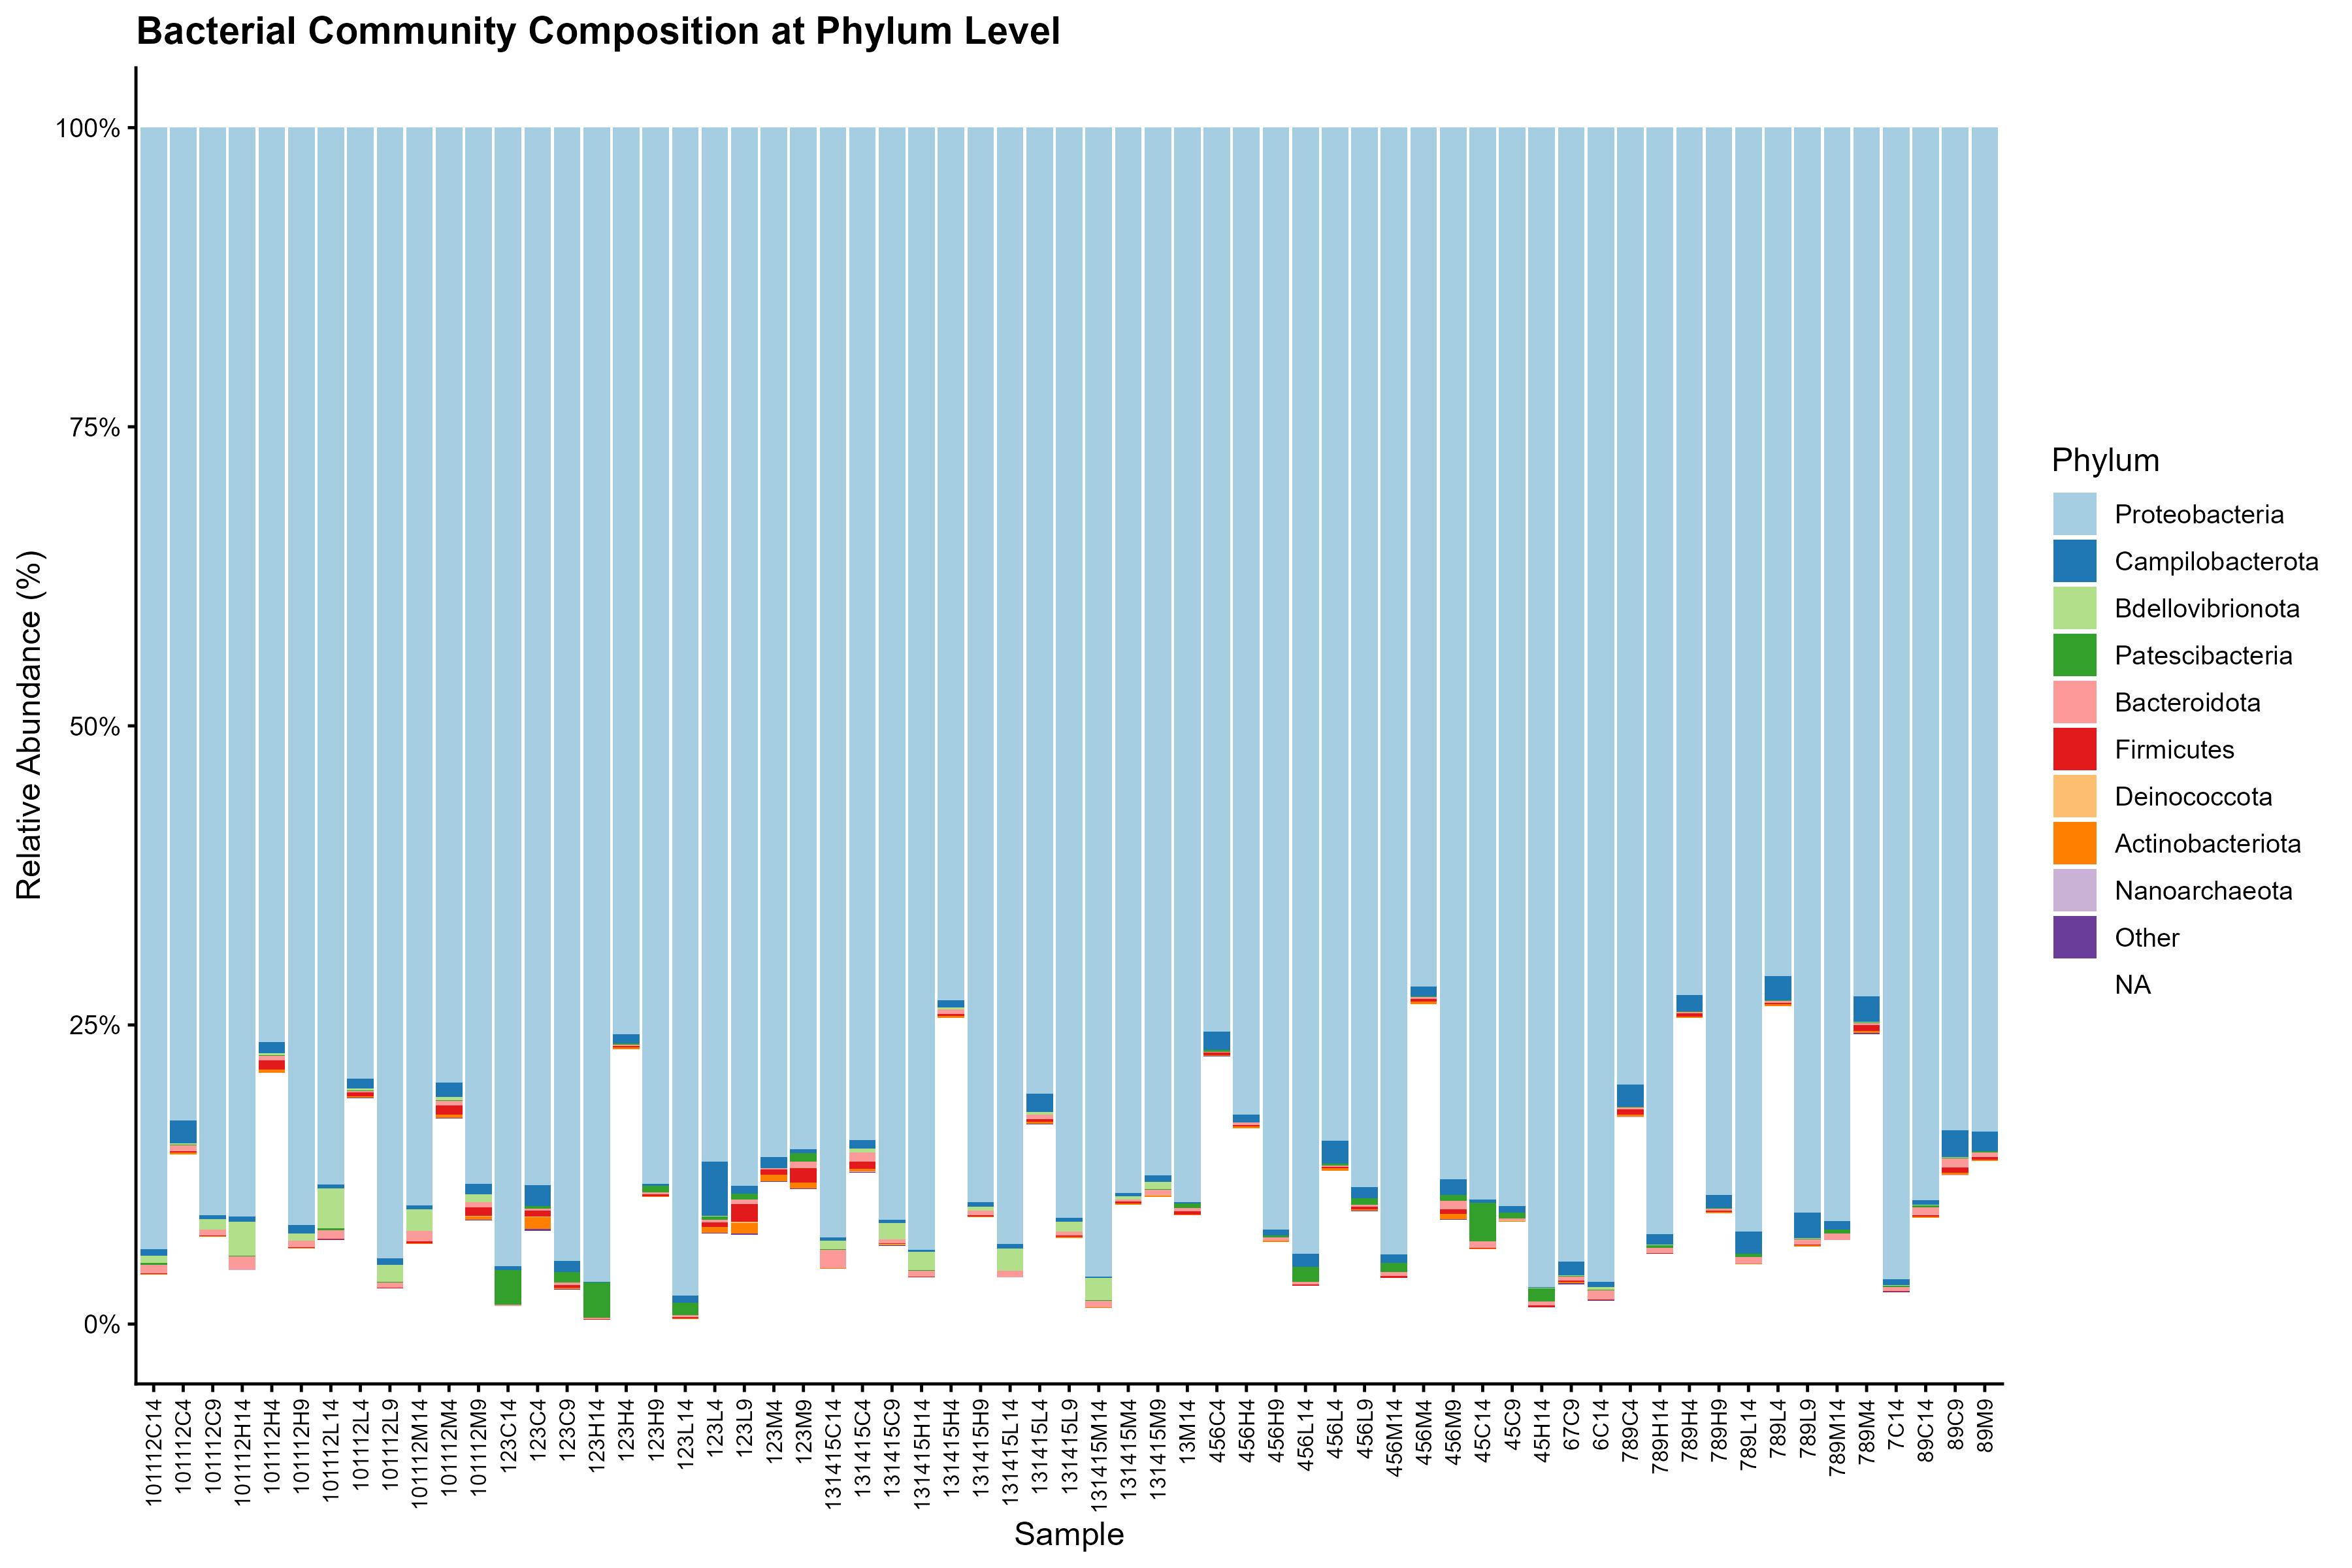 Bacterial Community Composition at Phylum Level
Relative Abundance (%)
100%
75%
50%
25%
0%
101112C14
101112C4
101112C9
101112H14
101112H4
101112H9
101112L14
101112L4
101112L9
101112M14
101112M4
101112M9
123C14
123C4
123C9
123H14
123H4
123H9
123L14
123L4
123L9
123M4
123M9
131415C14
131415C4
131415C9
131415H14
131415H4
131415H9
131415L14
131415L4
131415L9
131415M14
131415M4
131415M9
13M14
456C4
456H4
456H9
456L14
456L4
456L9
456M14
456M4
456M9
45C14
45C9
45H14
67C9
6C14
789C4
789H14
789H4
789H9
789L14
789L4
789L9
789M14
789M4
7C14
89C14
89C9
89M9
Sample
Phylum
Proteobacteria
Campilobacterota
Bdellovibrionota
Patescibacteria
Bacteroidota
Firmicutes
Deinococcota
Actinobacteriota
Nanoarchaeota
Other
NA